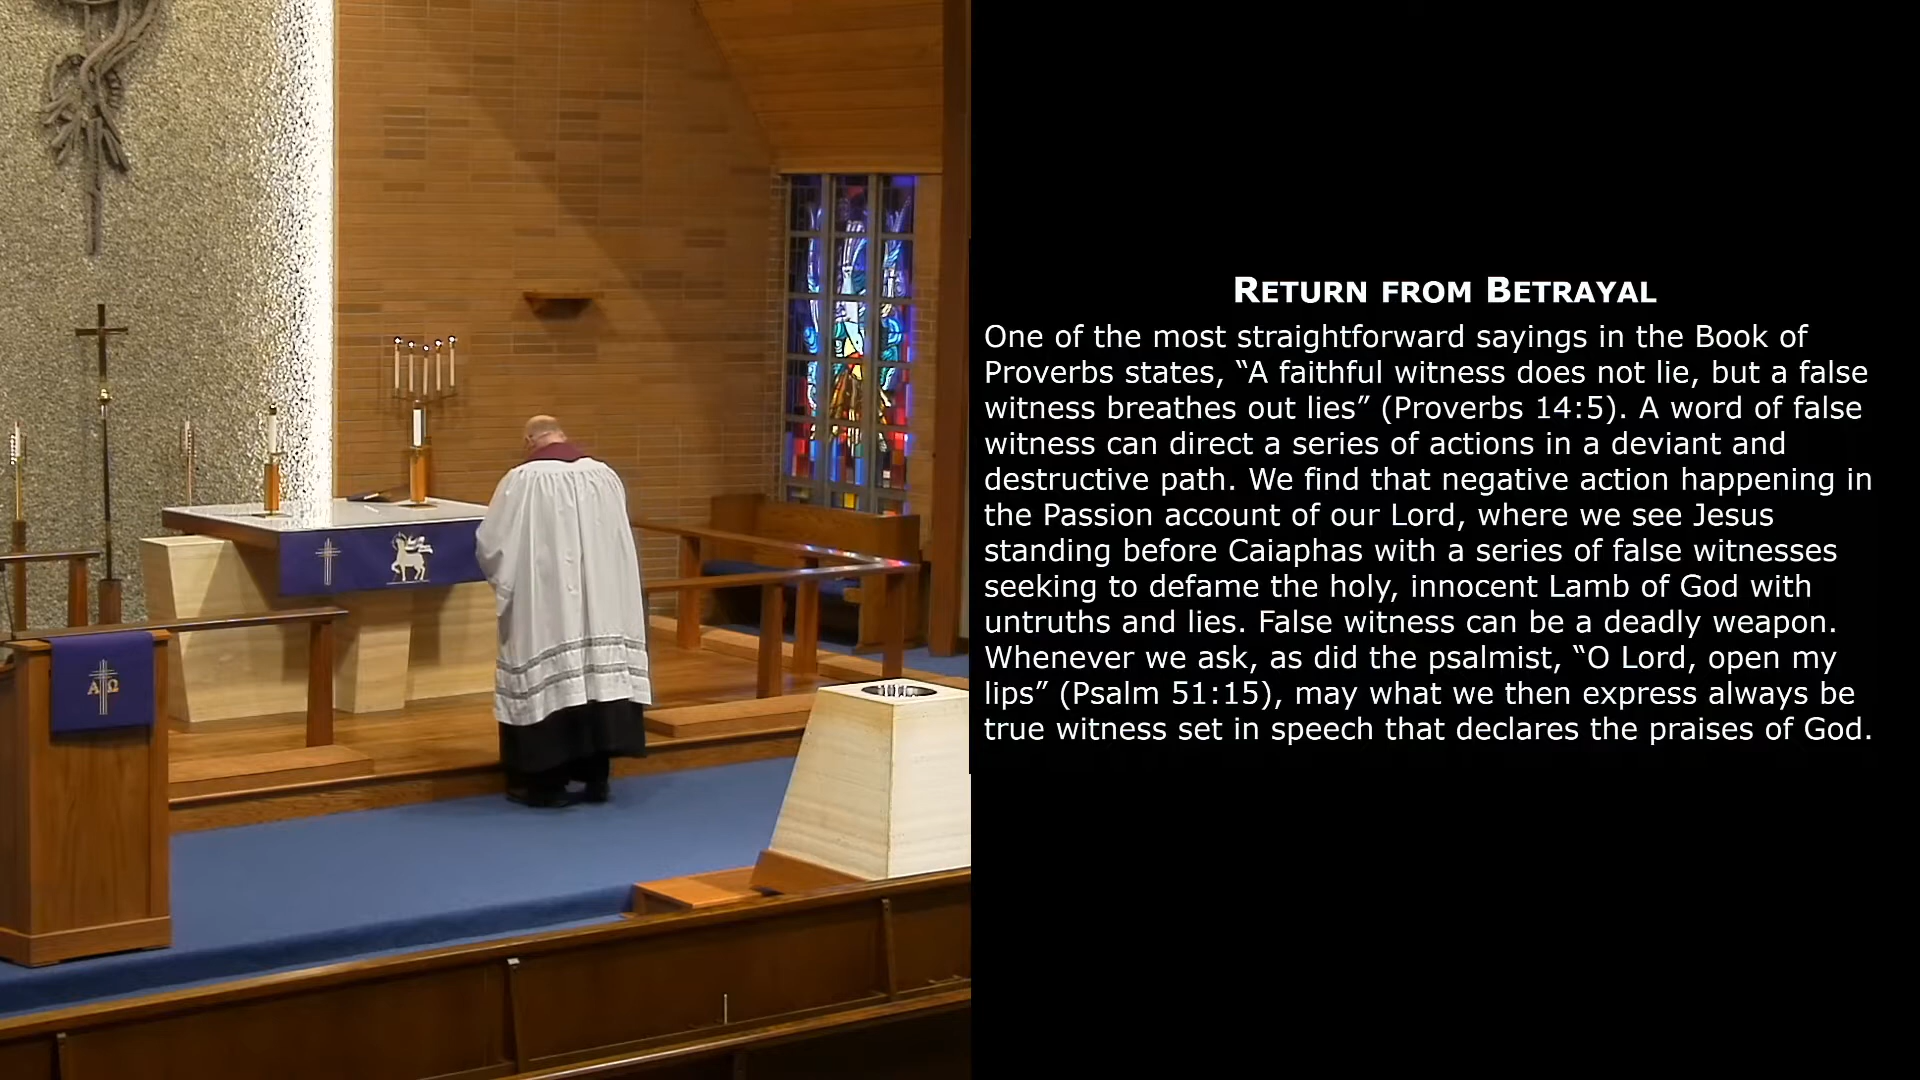 RETURN FROM BETRAYAL
One of the most straightforward sayings in the Book of
Proverbs states, “A faithful witness does not lie, but a false
witness breathes out lies” (Proverbs 14:5). A word of false
witness can direct a series of actions in a deviant and
destructive path. We find that negative action happening in
the Passion account of our Lord, where we see Jesus
standing before Caiaphas with a series of false witnesses
seeking to defame the holy, innocent Lamb of God with
untruths and lies. False witness can be a deadly weapon.
Whenever we ask, as did the psalmist, “O Lord, open my
lips” (Psalm 51:15), may what we then express always be
true witness set in speech that declares the praises of God.
Α Ω